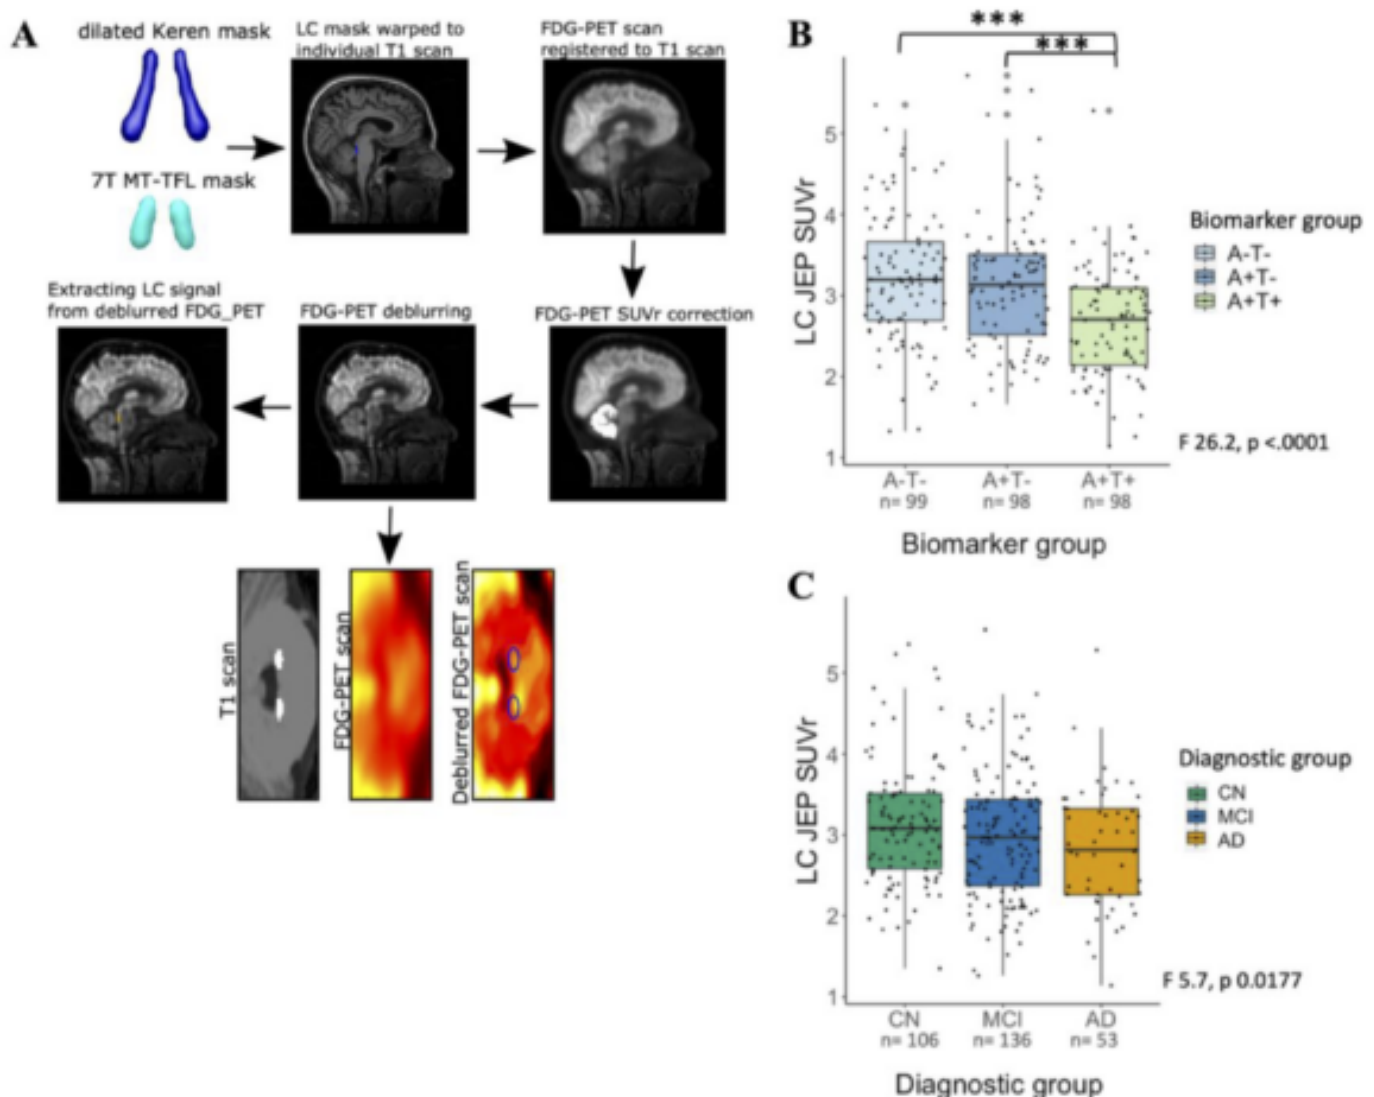 A
dilated Keren mask
7T MT-TFL mask
LC mask warped to
individual T1 scan
FDG-PET scan
registered to T1 scan
Extracting LC signal
from deblurred FDG_PET
FDG-PET deblurring
FDG-PET SUVr correction
T1 scan
FDG-PET scan
Deblurred FDG-PET scan
B
***
***
LC JEP SUVr
5
4
3
2
1
A-T-
n= 99
A+T-
n= 98
A+T+
n= 98
Biomarker group
Biomarker group
A-T-
A+T-
A+T+
F 26.2, p <.0001
C
LC JEP SUVr
5
4
3
2
1
CN
n= 106
MCI
n= 136
AD
n= 53
Diagnostic group
Diagnostic group
CN
MCI
AD
F 5.7, p 0.0177